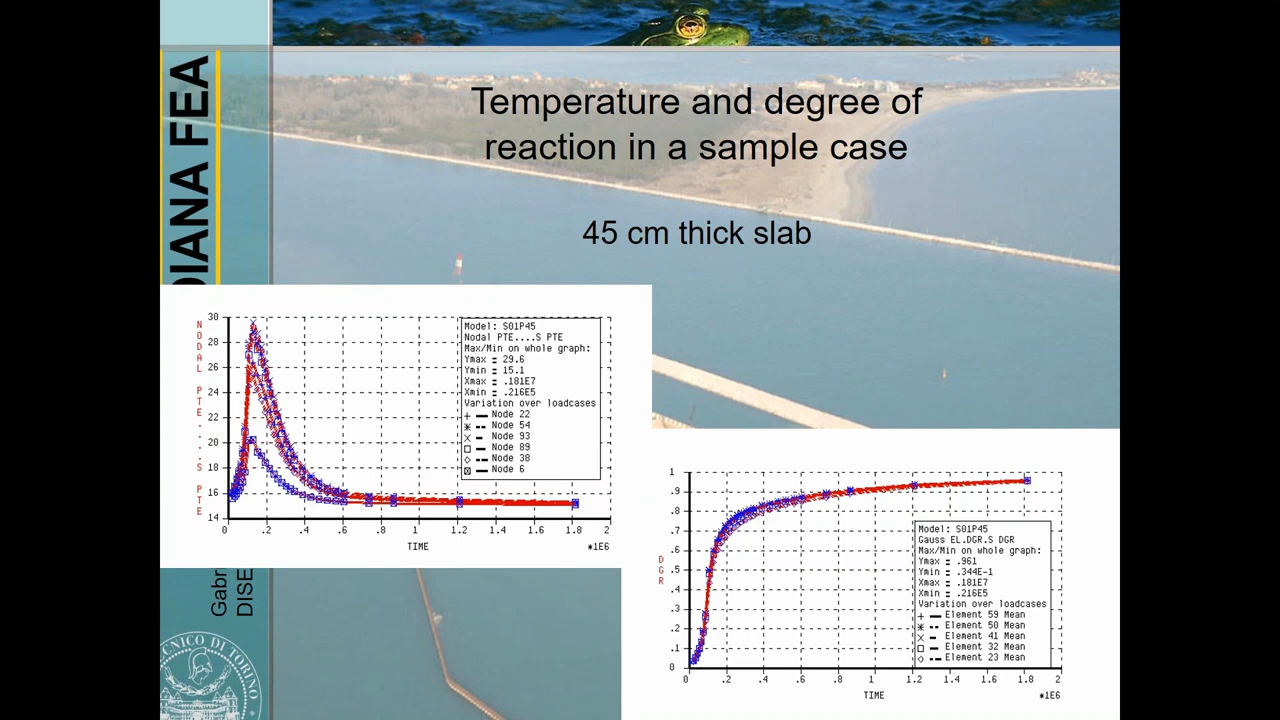 DIANA FEA
Temperature and degree of
reaction in a sample case
45 cm thick slab
NODAL PTE...S PTE
30
28
26
24
22
20
18
16
14
0 .2 .4 .6 .8 1 1.2 1.4 1.6 1.8 2
TIME *1E6
Model: S01P45
Nodal PTE....S PTE
Max/Min on whole graph:
Ymax = 29.6
Ymin = 15.1
Xmax = .181E7
Xmin = .216E5
Variation over loadcases
Node 22
Node 54
Node 93
Node 89
Node 38
Node 6
DGR
1
.9
.8
.7
.6
.5
.4
.3
.2
.1
0
0 .2 .4 .6 .8 1 1.2 1.4 1.6 1.8 2
TIME *1E6
Model: S01P45
Gauss EL.DGR.S DGR
Max/Min on whole graph:
Ymax = .961
Ymin = .344E-1
Xmax = .181E7
Xmin = .216E5
Variation over loadcases
Element 59 Mean
Element 50 Mean
Element 41 Mean
Element 32 Mean
Element 23 Mean
Gabr
DISE
TECNICO DI TORINO